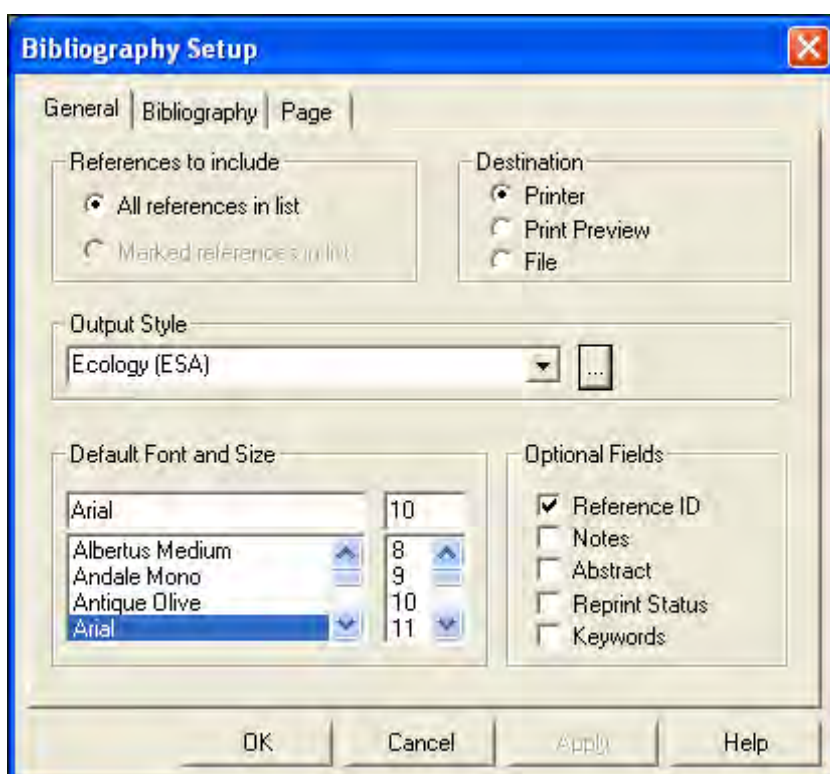 Bibliography Setup
General Bibliography Page
References to include
All references in list
Marked references in list
Destination
Printer
Print Preview
File
Output Style
Ecology (ESA)
...
Default Font and Size
Arial 10
Albertus Medium
Andale Mono
Antique Olive
Arial
8
9
10
11
Optional Fields
Reference ID
Notes
Abstract
Reprint Status
Keywords
OK Cancel Apply Help